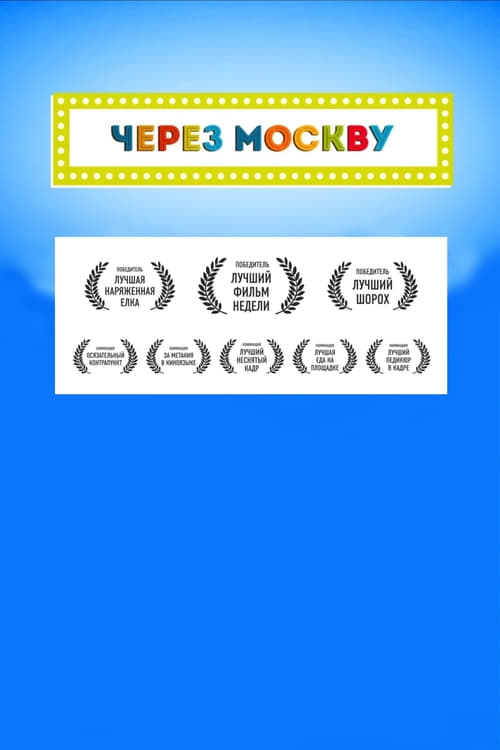 ЧЕРЕЗ МОСКВУ
ПОБЕДИТЕЛЬ
ЛУЧШАЯ
НАРЯЖЕННАЯ
ЕЛКА
ПОБЕДИТЕЛЬ
ЛУЧШИЙ
ФИЛЬМ
НЕДЕЛИ
ПОБЕДИТЕЛЬ
ЛУЧШИЙ
ШОРОХ
НОМИНАЦИЯ
ОСЯЗАТЕЛЬНЫЙ
КОНТРАПУНКТ
НОМИНАЦИЯ
ЗА МЕТАНИЯ
В КИНОЯЗЫКЕ
НОМИНАЦИЯ
ЛУЧШИЙ
НЕСНЯТЫЙ
КАДР
НОМИНАЦИЯ
ЛУЧШАЯ
ЕДА НА
ПЛОЩАДКЕ
НОМИНАЦИЯ
ЛУЧШИЙ
ПЕДИКЮР
В КАДРЕ